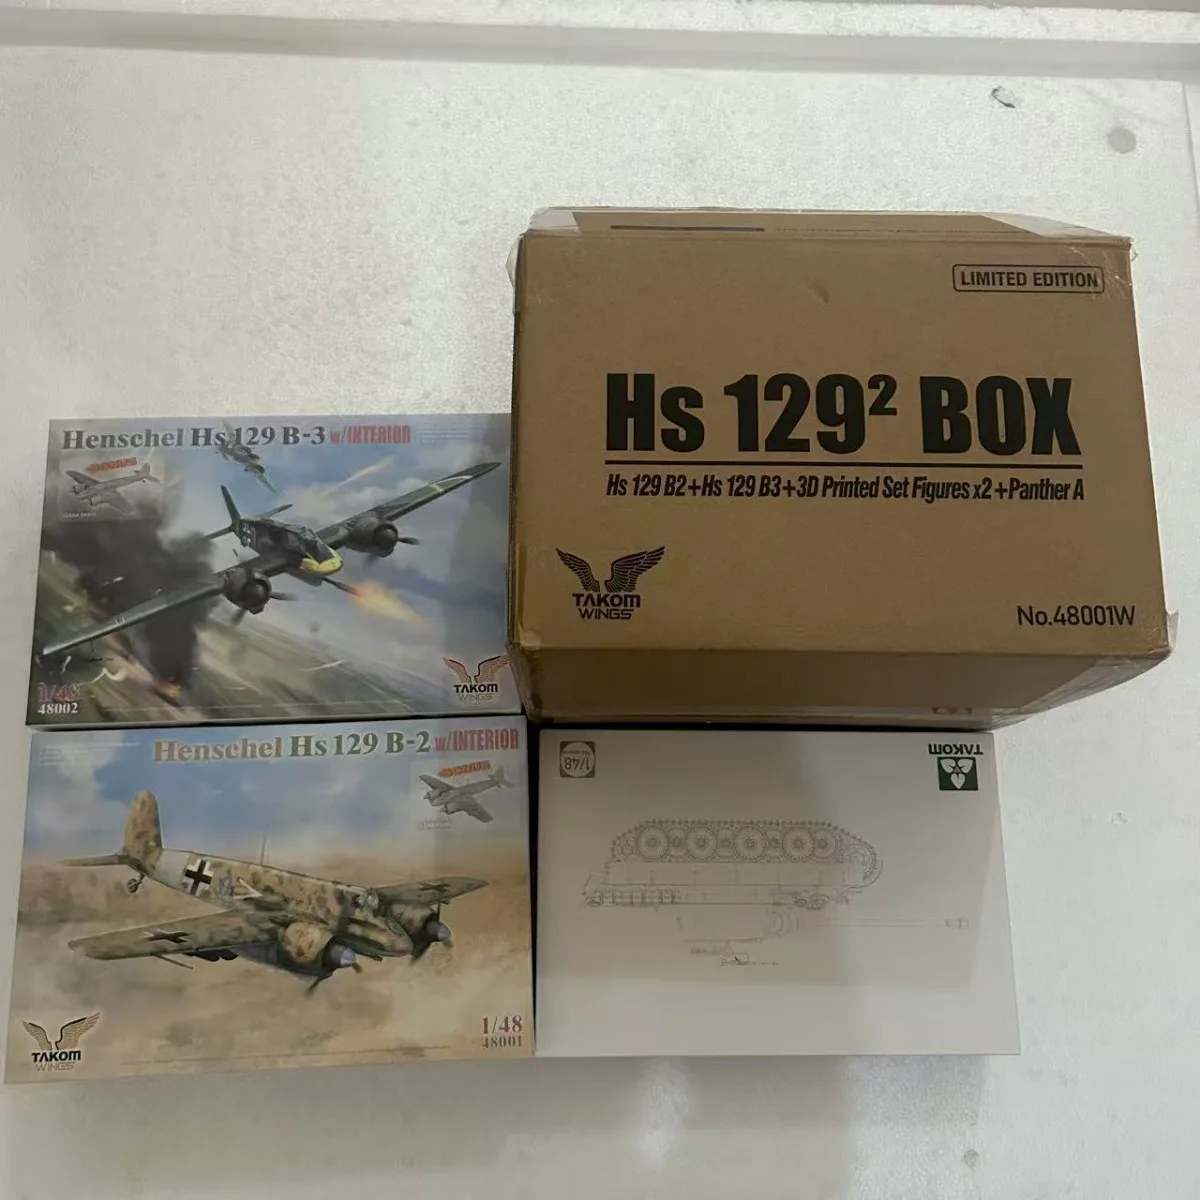 LIMITED EDITION
Hs 129² BOX
Hs 129 B2+Hs 129 B3+3D Printed Set Figures x2+Panther A
TAKOM
WINGS
No.48001W
Henschel Hs 129 B-3 w/INTERIOR
BONUS
1/48
48002
TAKOM
WINGS
Henschel Hs 129 B-2 w/INTERIOR
BONUS
TAKOM
WINGS
1/48
48001
1/48
TAKOM